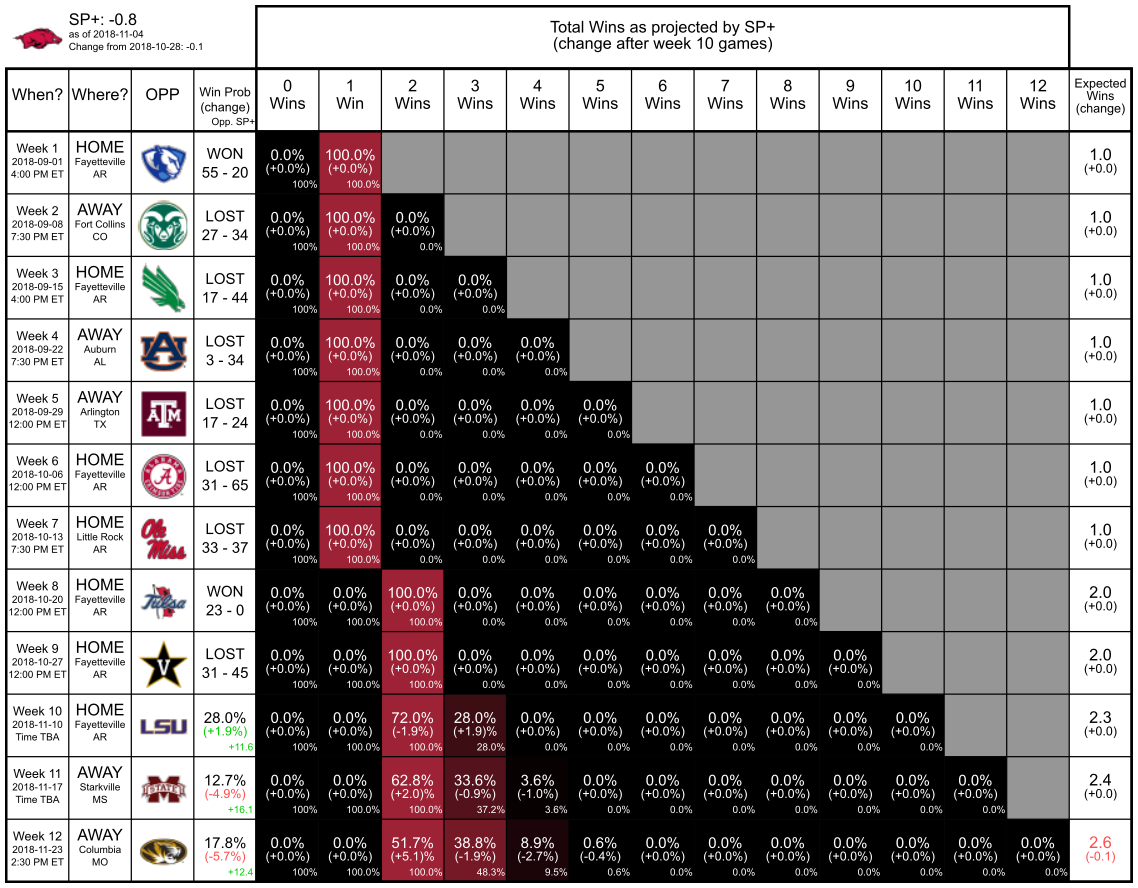 SP+: -0.8
as of 2018-11-04
Change from 2018-10-28: -0.1
Total Wins as projected by SP+
(change after week 10 games)
When? Where? OPP Win Prob (change) Opp. SP+ 0 Wins 1 Win 2 Wins 3 Wins 4 Wins 5 Wins 6 Wins 7 Wins 8 Wins 9 Wins 10 Wins 11 Wins 12 Wins Expected Wins (change)
Week 1 HOME WON 0.0% 100.0% 1.0
2018-09-01 Fayetteville (+0.0%) (+0.0%) (+0.0)
4:00 PM ET AR 55 - 20 100% 100.0%
Week 2 AWAY LOST 0.0% 100.0% 0.0% 1.0
2018-09-08 Fort Collins (+0.0%) (+0.0%) (+0.0%) (+0.0)
7:30 PM ET CO 27 - 34 100% 100.0% 0.0%
Week 3 HOME LOST 0.0% 100.0% 0.0% 0.0% 1.0
2018-09-15 Fayetteville (+0.0%) (+0.0%) (+0.0%) (+0.0%) (+0.0)
4:00 PM ET AR 17 - 44 100% 100.0% 0.0% 0.0%
Week 4 AWAY LOST 0.0% 100.0% 0.0% 0.0% 0.0% 1.0
2018-09-22 Auburn (+0.0%) (+0.0%) (+0.0%) (+0.0%) (+0.0%) (+0.0)
7:30 PM ET AL 3 - 34 100% 100.0% 0.0% 0.0% 0.0%
Week 5 AWAY ATM LOST 0.0% 100.0% 0.0% 0.0% 0.0% 0.0% 1.0
2018-09-29 Arlington (+0.0%) (+0.0%) (+0.0%) (+0.0%) (+0.0%) (+0.0%) (+0.0)
12:00 PM ET TX 17 - 24 100% 100.0% 0.0% 0.0% 0.0% 0.0%
Week 6 HOME ALABAMA A LOST 0.0% 100.0% 0.0% 0.0% 0.0% 0.0% 0.0% 1.0
2018-10-06 Fayetteville (+0.0%) (+0.0%) (+0.0%) (+0.0%) (+0.0%) (+0.0%) (+0.0%) (+0.0)
12:00 PM ET AR 31 - 65 100% 100.0% 0.0% 0.0% 0.0% 0.0% 0.0%
Week 7 HOME Ole Miss LOST 0.0% 100.0% 0.0% 0.0% 0.0% 0.0% 0.0% 0.0% 1.0
2018-10-13 Little Rock (+0.0%) (+0.0%) (+0.0%) (+0.0%) (+0.0%) (+0.0%) (+0.0%) (+0.0%) (+0.0)
7:30 PM ET AR 33 - 37 100% 100.0% 0.0% 0.0% 0.0% 0.0% 0.0% 0.0%
Week 8 HOME Tulsa WON 0.0% 0.0% 100.0% 0.0% 0.0% 0.0% 0.0% 0.0% 0.0% 2.0
2018-10-20 Fayetteville (+0.0%) (+0.0%) (+0.0%) (+0.0%) (+0.0%) (+0.0%) (+0.0%) (+0.0%) (+0.0%) (+0.0)
12:00 PM ET AR 23 - 0 100% 100.0% 100.0% 0.0% 0.0% 0.0% 0.0% 0.0% 0.0%
Week 9 HOME V LOST 0.0% 0.0% 100.0% 0.0% 0.0% 0.0% 0.0% 0.0% 0.0% 0.0% 2.0
2018-10-27 Fayetteville (+0.0%) (+0.0%) (+0.0%) (+0.0%) (+0.0%) (+0.0%) (+0.0%) (+0.0%) (+0.0%) (+0.0%) (+0.0)
12:00 PM ET AR 31 - 45 100% 100.0% 100.0% 0.0% 0.0% 0.0% 0.0% 0.0% 0.0% 0.0%
Week 10 HOME LSU 28.0% 0.0% 0.0% 72.0% 28.0% 0.0% 0.0% 0.0% 0.0% 0.0% 0.0% 0.0% 2.3
2018-11-10 Fayetteville (+1.9%) (+0.0%) (+0.0%) (-1.9%) (+1.9)% (+0.0%) (+0.0%) (+0.0%) (+0.0%) (+0.0%) (+0.0%) (+0.0%) (+0.0)
Time TBA AR +11.6 100% 100.0% 100.0% 28.0% 0.0% 0.0% 0.0% 0.0% 0.0% 0.0% 0.0%
Week 11 AWAY STATE 12.7% 0.0% 0.0% 62.8% 33.6% 3.6% 0.0% 0.0% 0.0% 0.0% 0.0% 0.0% 0.0% 2.4
2018-11-17 Starkville (-4.9%) (+0.0%) (+0.0%) (+2.0)% (-0.9%) (-1.0%) (+0.0%) (+0.0%) (+0.0%) (+0.0%) (+0.0%) (+0.0%) (+0.0%) (+0.0)
Time TBA MS +16.1 100% 100.0% 100.0% 37.2% 3.6% 0.0% 0.0% 0.0% 0.0% 0.0% 0.0% 0.0%
Week 12 AWAY 17.8% 0.0% 0.0% 51.7% 38.8% 8.9% 0.6% 0.0% 0.0% 0.0% 0.0% 0.0% 0.0% 0.0% 2.6
2018-11-23 Columbia (-5.7%) (+0.0%) (+0.0%) (+5.1)% (-1.9%) (-2.7%) (-0.4%) (+0.0%) (+0.0%) (+0.0%) (+0.0%) (+0.0%) (+0.0%) (+0.0%) (-0.1)
2:30 PM ET MO +12.4 100% 100.0% 100.0% 48.3% 9.5% 0.6% 0.0% 0.0% 0.0% 0.0% 0.0% 0.0% 0.0%